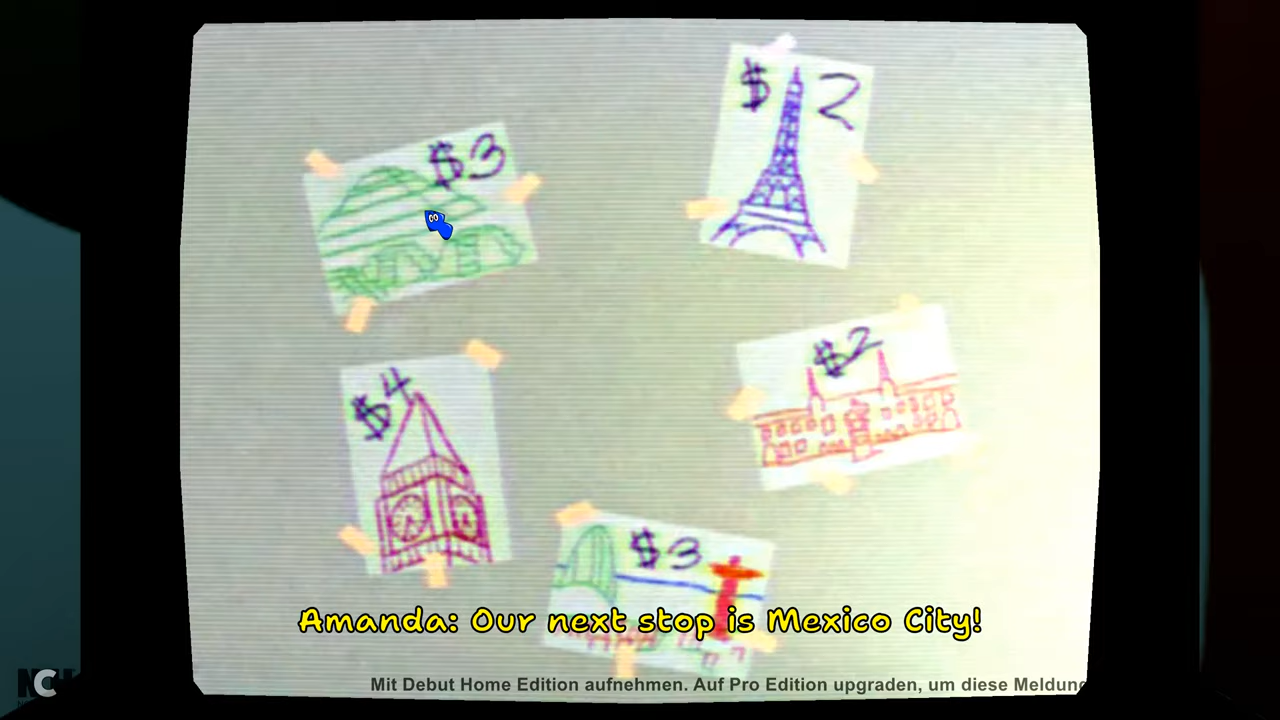 $2
$3
$2
$4
$3
Amanda: Our next stop is Mexico City!
Mit Debut Home Edition aufnehmen. Auf Pro Edition upgraden, um diese Meldung